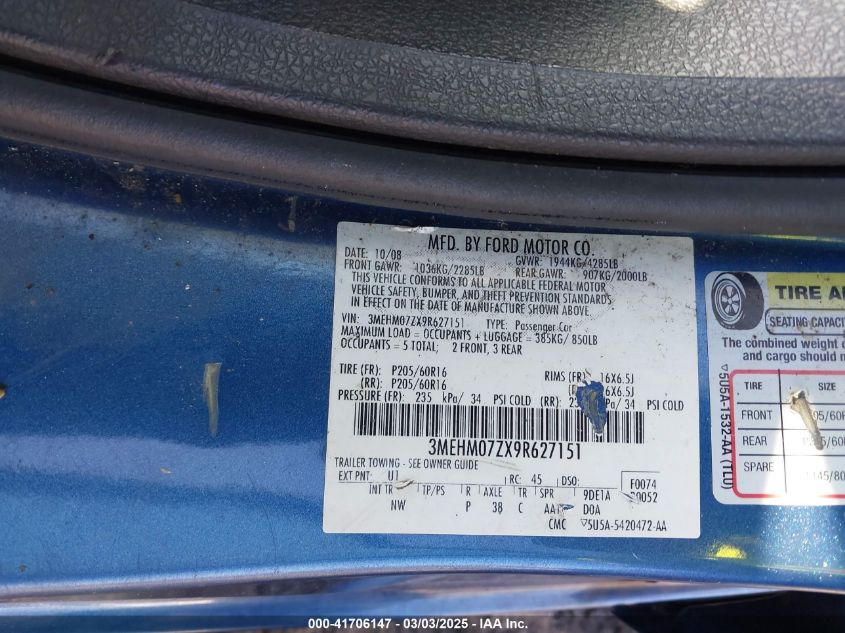 MFD. BY FORD MOTOR CO.
DATE: 10/08 GVWR: 1944KG/4285LB
FRONT GAWR: 1036KG/2285LB REAR GAWR: 907KG/2000LB
THIS VEHICLE CONFORMS TO ALL APPLICABLE FEDERAL MOTOR
VEHICLE SAFETY, BUMPER, AND THEFT PREVENTION STANDARDS
IN EFFECT ON THE DATE OF MANUFACTURE SHOWN ABOVE.
VIN: 3MEHM07ZX9R627151 TYPE: Passenger Car
MAXIMUM LOAD = OCCUPANTS + LUGGAGE = 385KG/ 850LB
OCCUPANTS = 5 TOTAL; 2 FRONT, 3 REAR
TIRE (FR): P205/60R16 RIMS (FR): 16X6.5J
(RR): P205/60R16 16X6.5J
PRESSURE (FR): 235 kPa/ 34 PSI COLD (RR): kPa/ 34 PSI COLD
3MEHM07ZX9R627151
TRAILER TOWING - SEE OWNER GUIDE
EXT PNT: U1 RC: 45 DSO: F0074
INT TR TP/PS R AXLE TR SPR 9DE1A
NW P 38 C D0A
CMC ▽5U5A-5420472-AA
TIRE
SEATING
The combined weight
and cargo should
▽5U5A-1532-AA (TL0)
TIRE SIZE
FRONT
REAR
SPARE
000-41706147 - 03/03/2025 - IAA Inc.